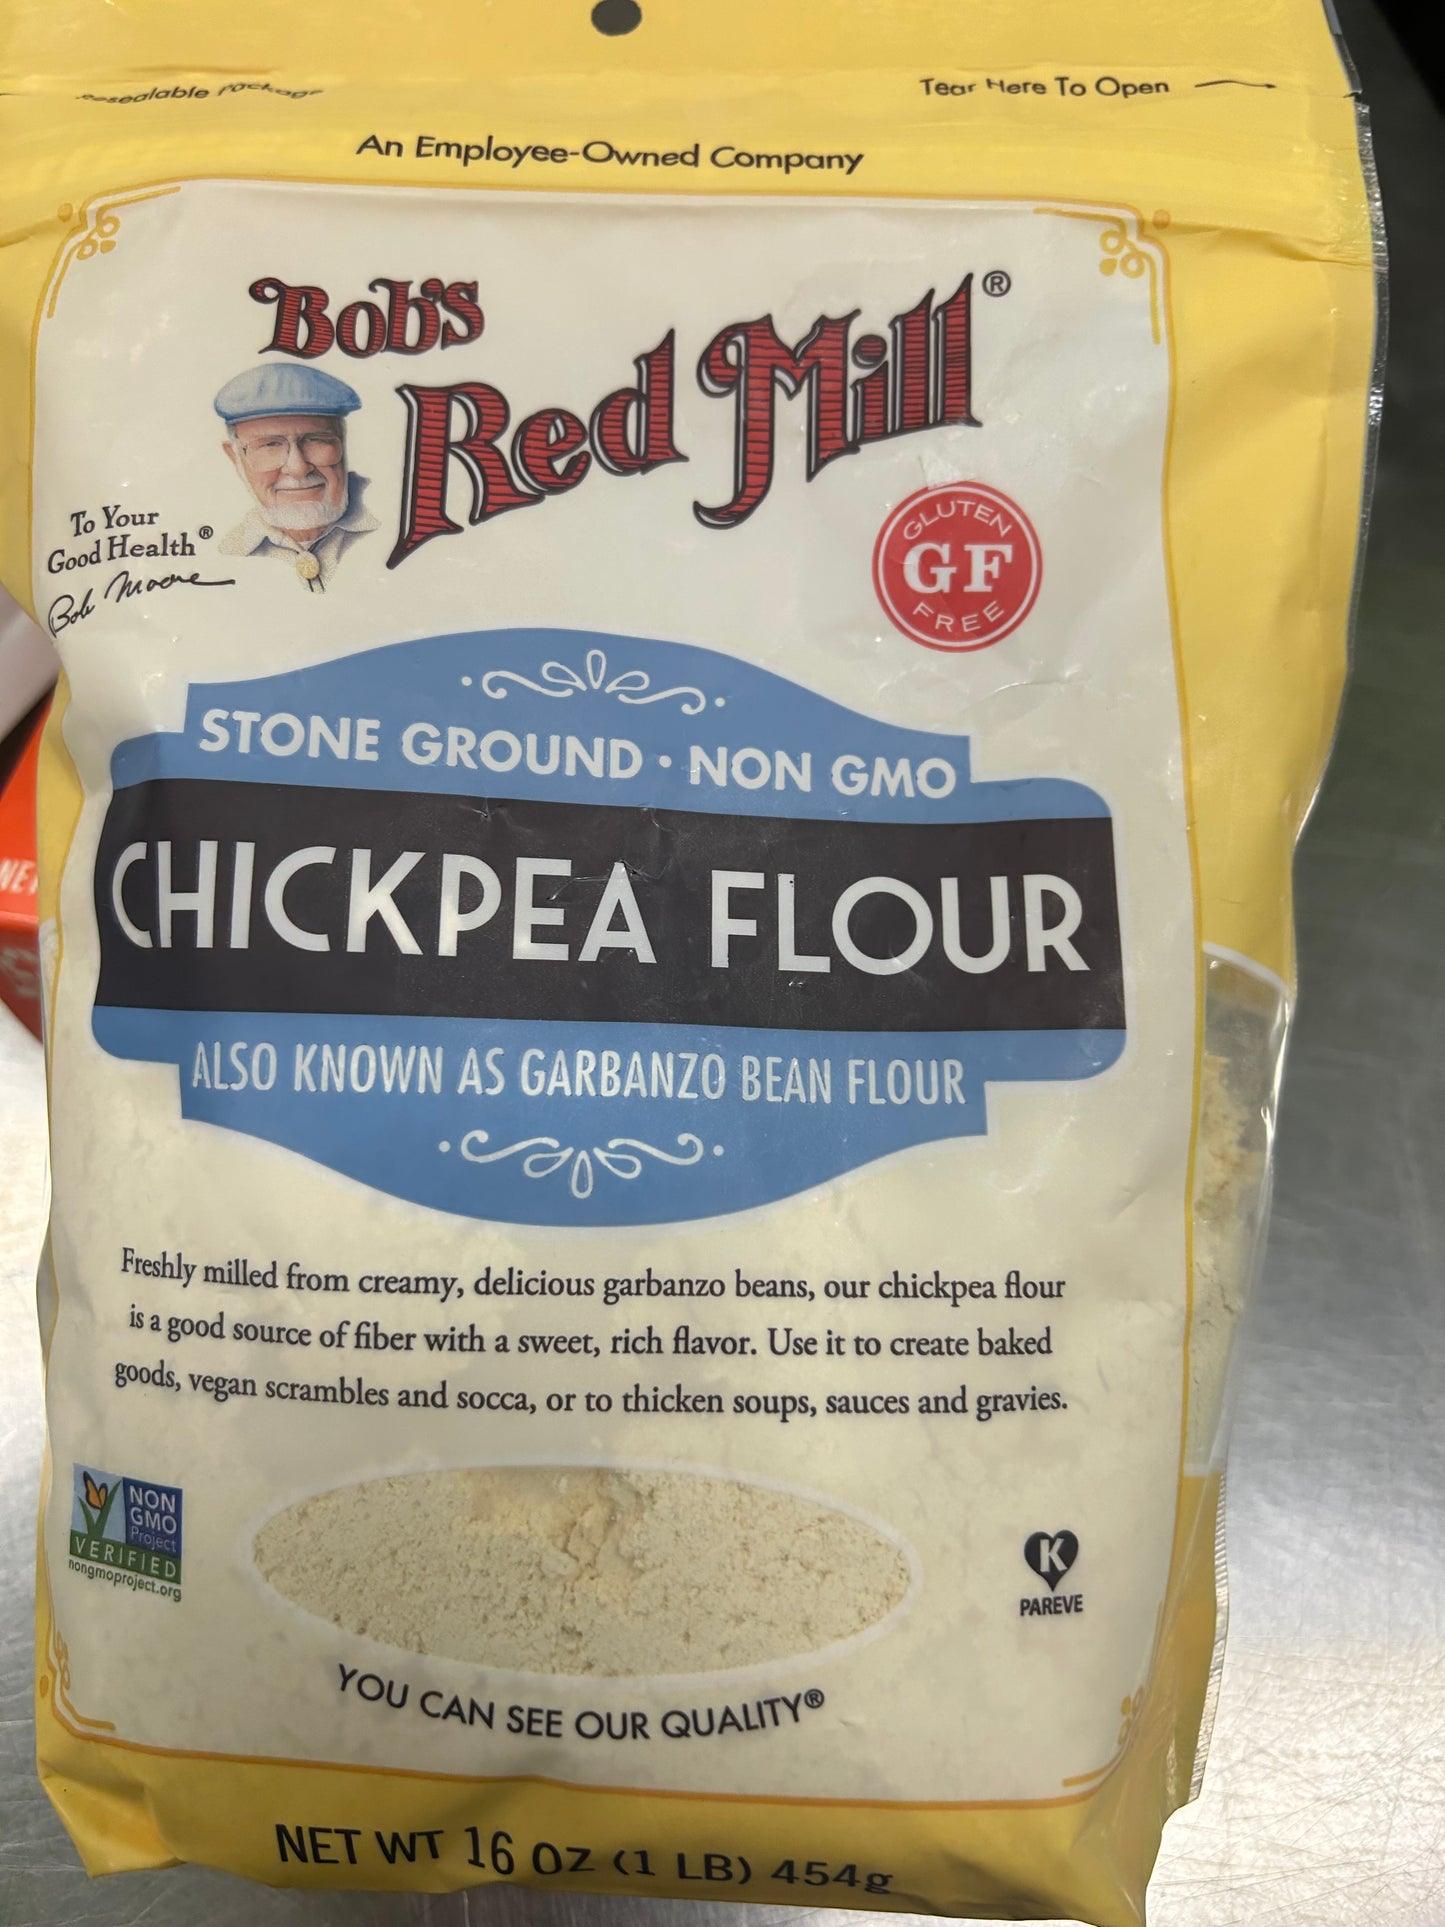 Resealable Package
Tear Here To Open
An Employee-Owned Company
Bob's
Red Mill®
To Your
Good Health®
Bob Moore
GLUTEN
GF
FREE
STONE GROUND · NON GMO
CHICKPEA FLOUR
ALSO KNOWN AS GARBANZO BEAN FLOUR
Freshly milled from creamy, delicious garbanzo beans, our chickpea flour
is a good source of fiber with a sweet, rich flavor. Use it to create baked
goods, vegan scrambles and socca, or to thicken soups, sauces and gravies.
NON
GMO
Project
VERIFIED
nongmoproject.org
K
PAREVE
YOU CAN SEE OUR QUALITY®
NET WT 16 OZ (1 LB) 454g